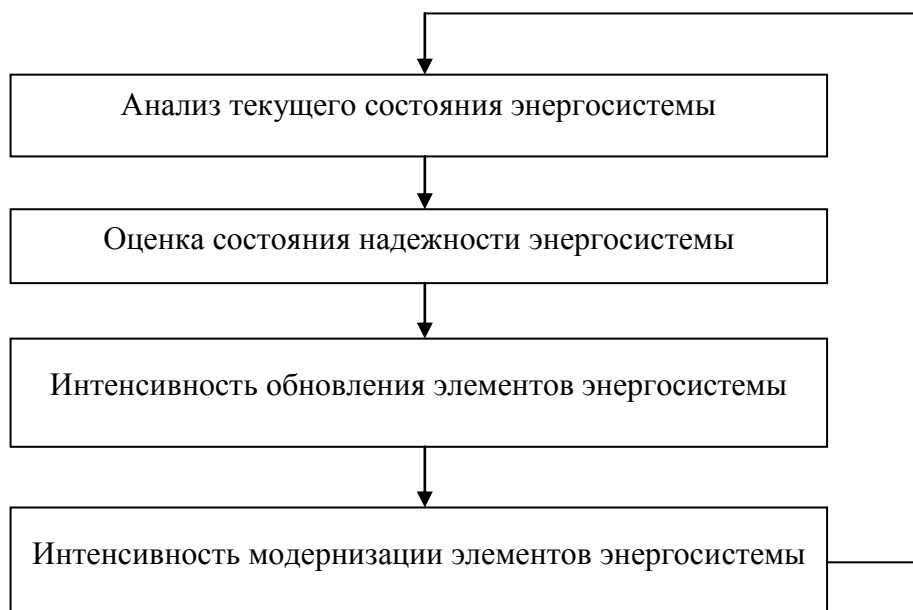 Анализ текущего состояния энергосистемы
Оценка состояния надежности энергосистемы
Интенсивность обновления элементов энергосистемы
Интенсивность модернизации элементов энергосистемы